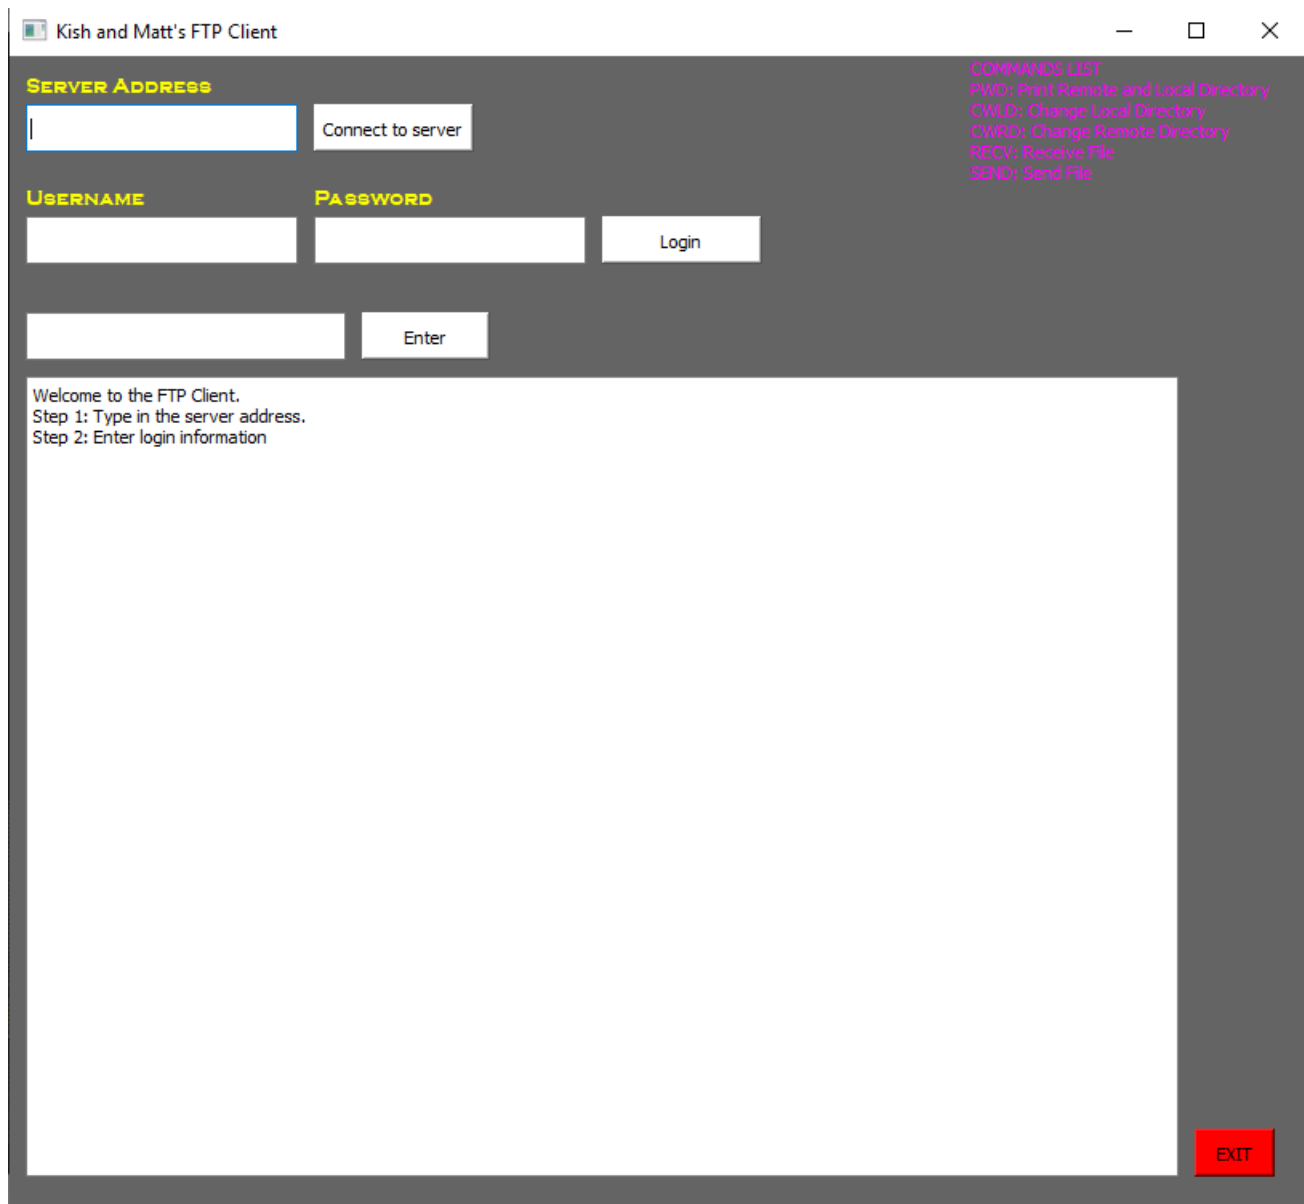 Kish and Matt's FTP Client
Server Address
Connect to server
COMMANDS LIST
PWD: Print Remote and Local Directory
CWLD: Change Local Directory
CWRD: Change Remote Directory
RECV: Receive File
SEND: Send File
Username
Password
Login
Enter
Welcome to the FTP Client.
Step 1: Type in the server address.
Step 2: Enter login information
EXIT